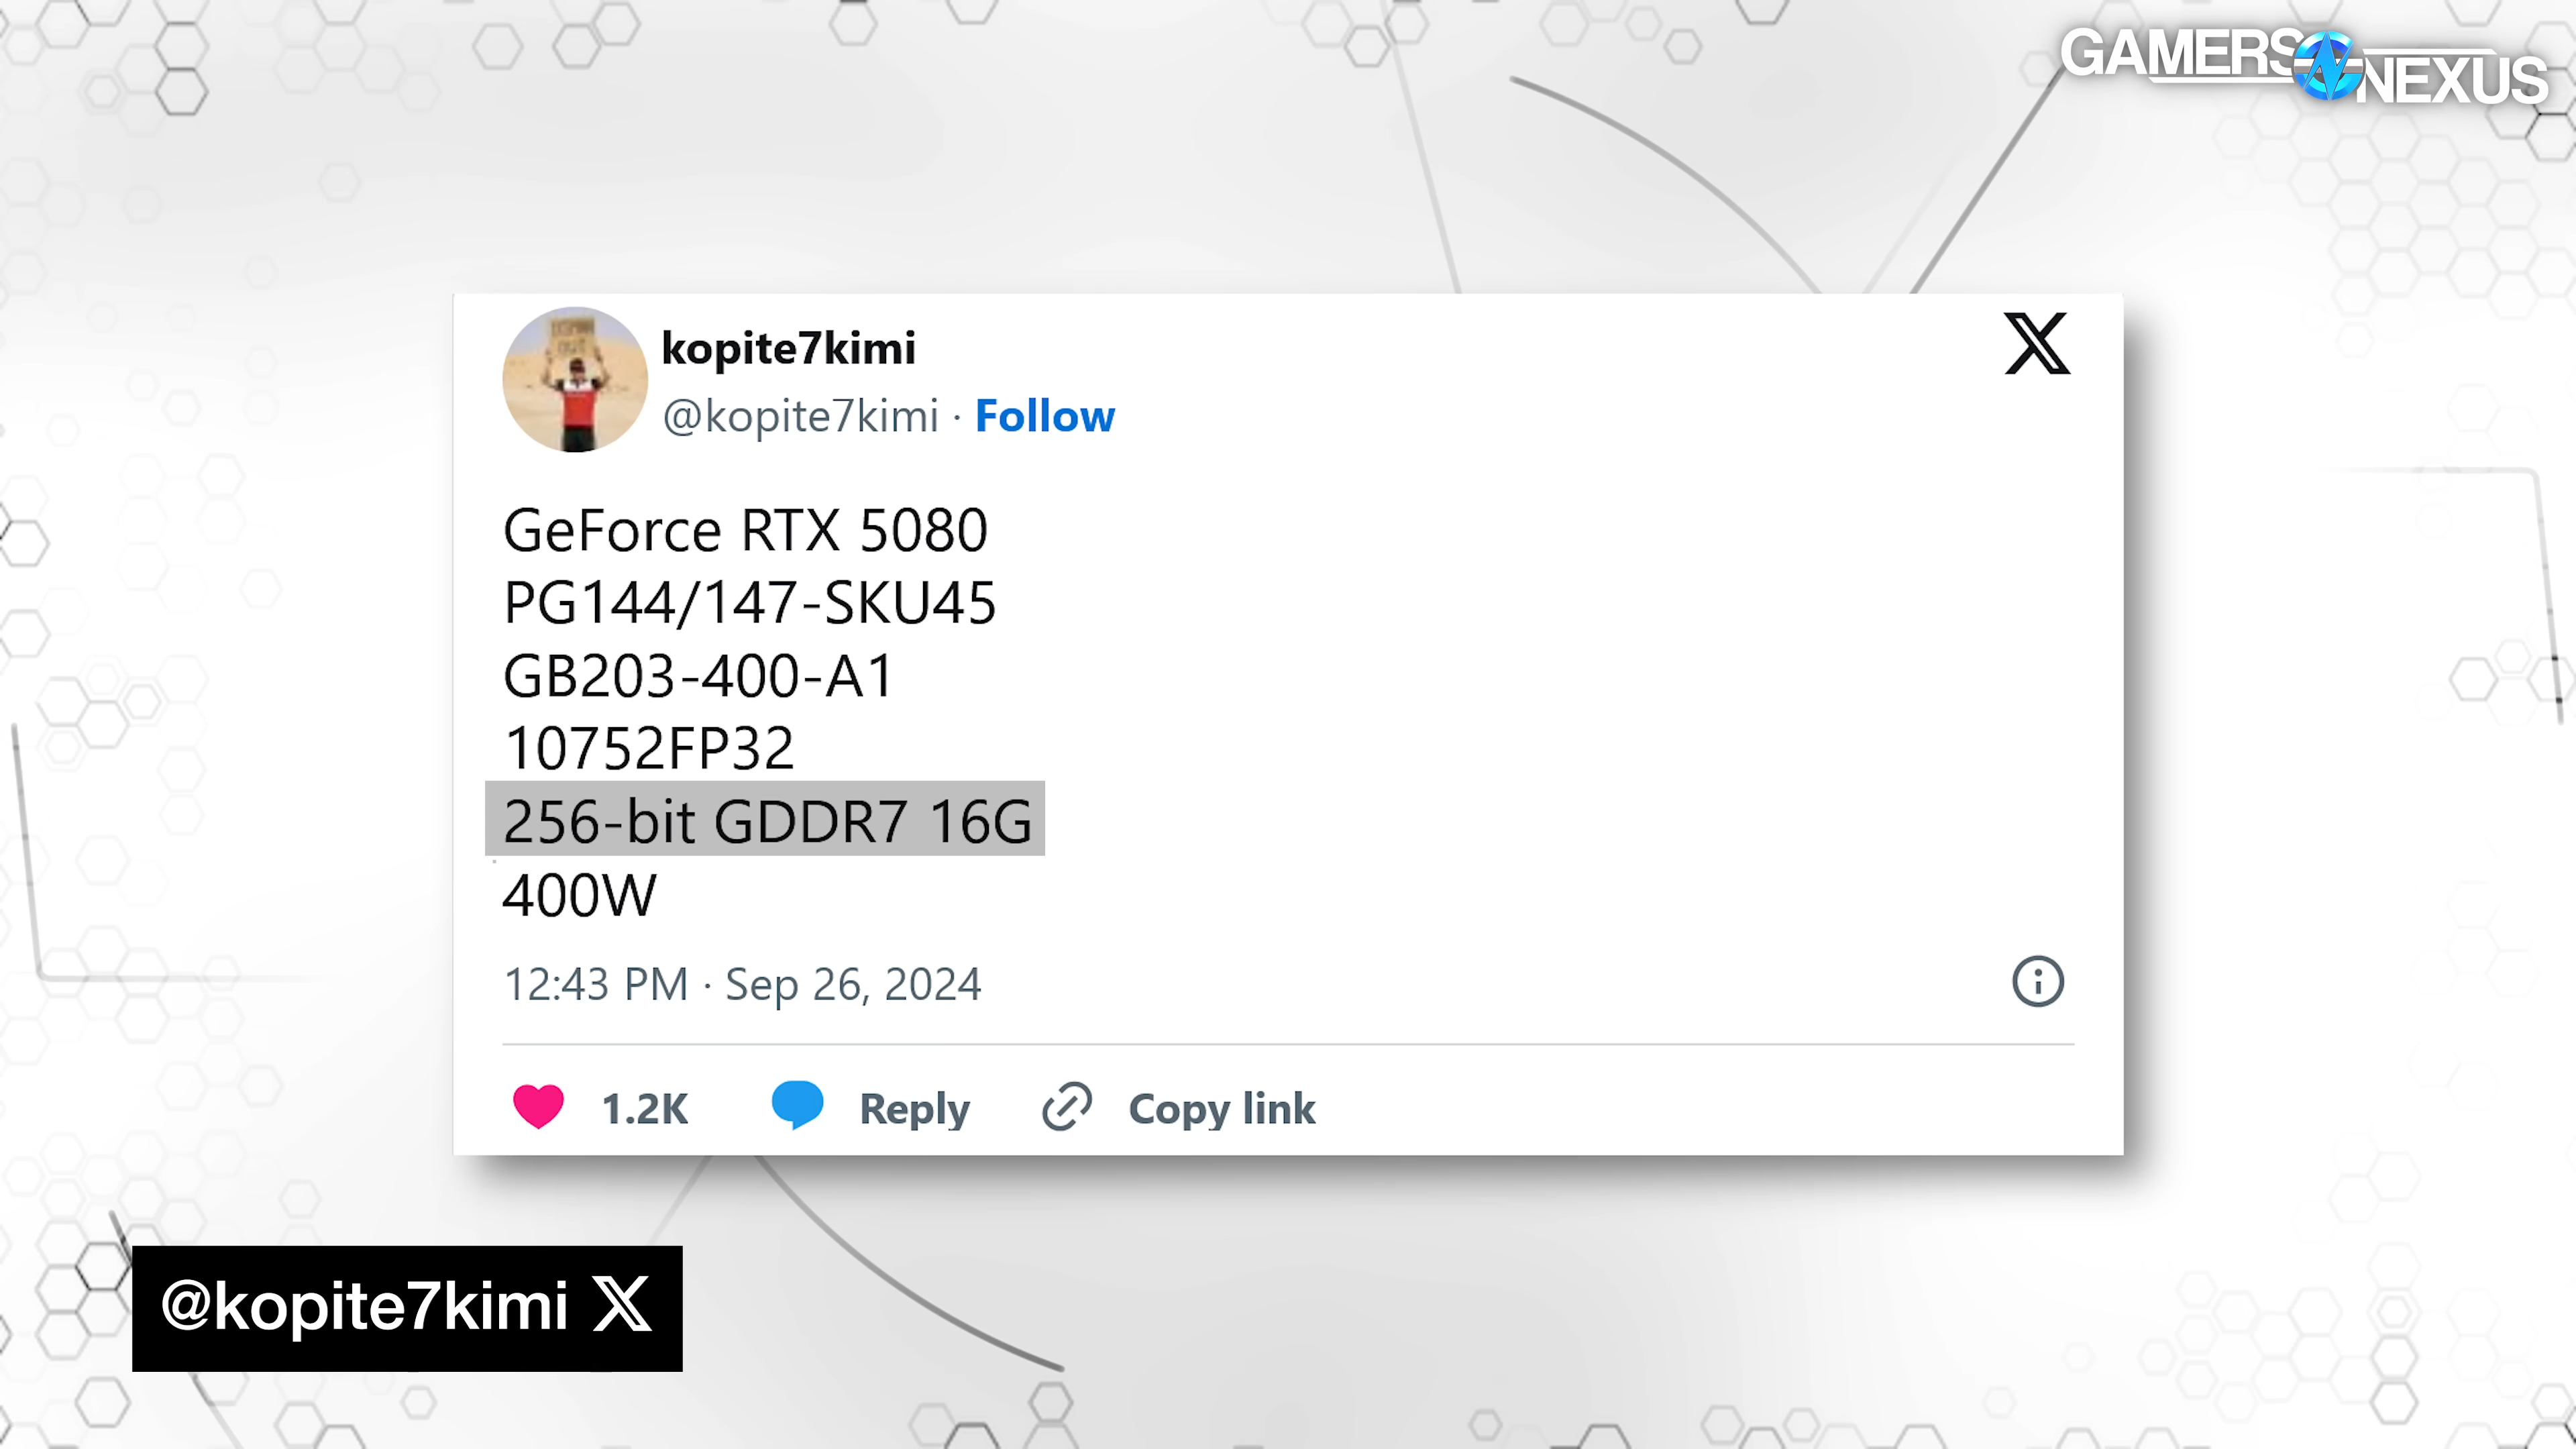 GAMERS NEXUS
kopite7kimi
@kopite7kimi · Follow
GeForce RTX 5080
PG144/147-SKU45
GB203-400-A1
10752FP32
256-bit GDDR7 16G
400W
12:43 PM · Sep 26, 2024
1.2K Reply Copy link
@kopite7kimi X